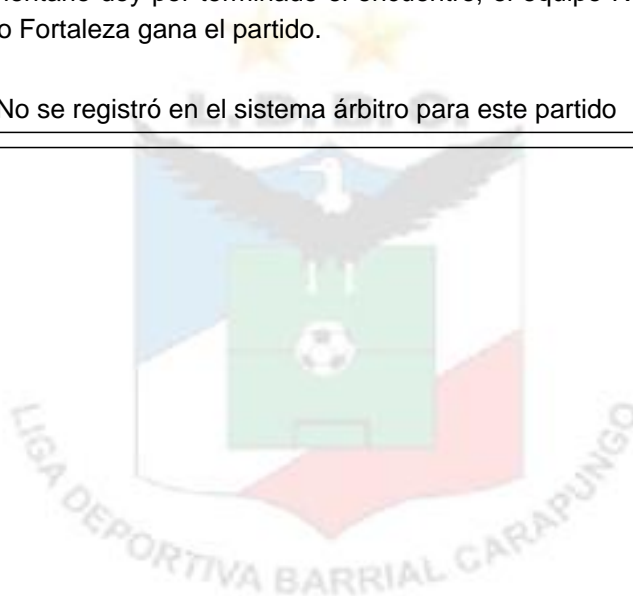 doy por terminado el encuentro, el equipo
o Fortaleza gana el partido.
No se registró en el sistema árbitro para este partido
L. D. B. C.
LIGA DEPORTIVA BARRIAL CARAPUNGO